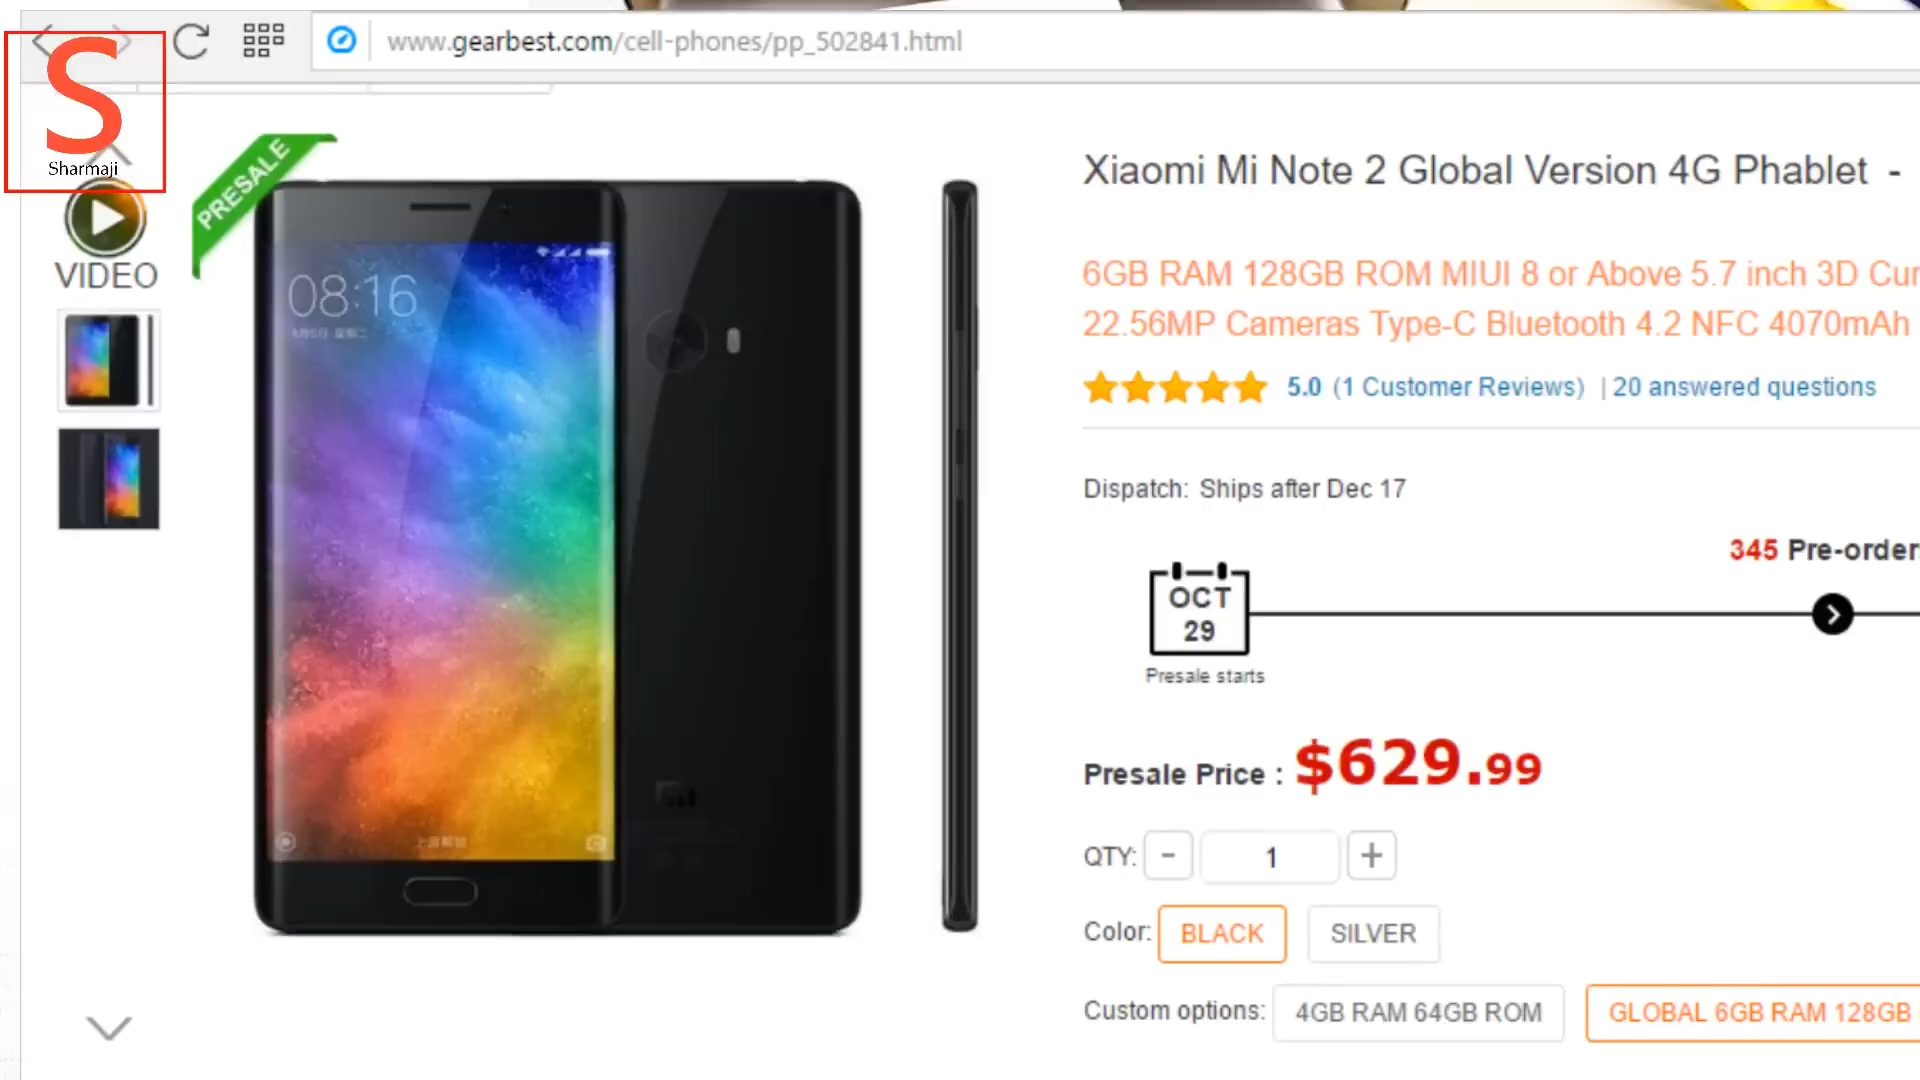 www.gearbest.com/cell-phones/pp_502841.html
S
Sharmaji
VIDEO
PRESALE
08:16
Xiaomi Mi Note 2 Global Version 4G Phablet -
6GB RAM 128GB ROM MIUI 8 or Above 5.7 inch 3D Cur
22.56MP Cameras Type-C Bluetooth 4.2 NFC 4070mAh
5.0 (1 Customer Reviews) | 20 answered questions
Dispatch: Ships after Dec 17
345 Pre-orders
OCT
29
Presale starts
Presale Price : $629.99
QTY: - 1 +
Color: BLACK SILVER
Custom options: 4GB RAM 64GB ROM GLOBAL 6GB RAM 128GB